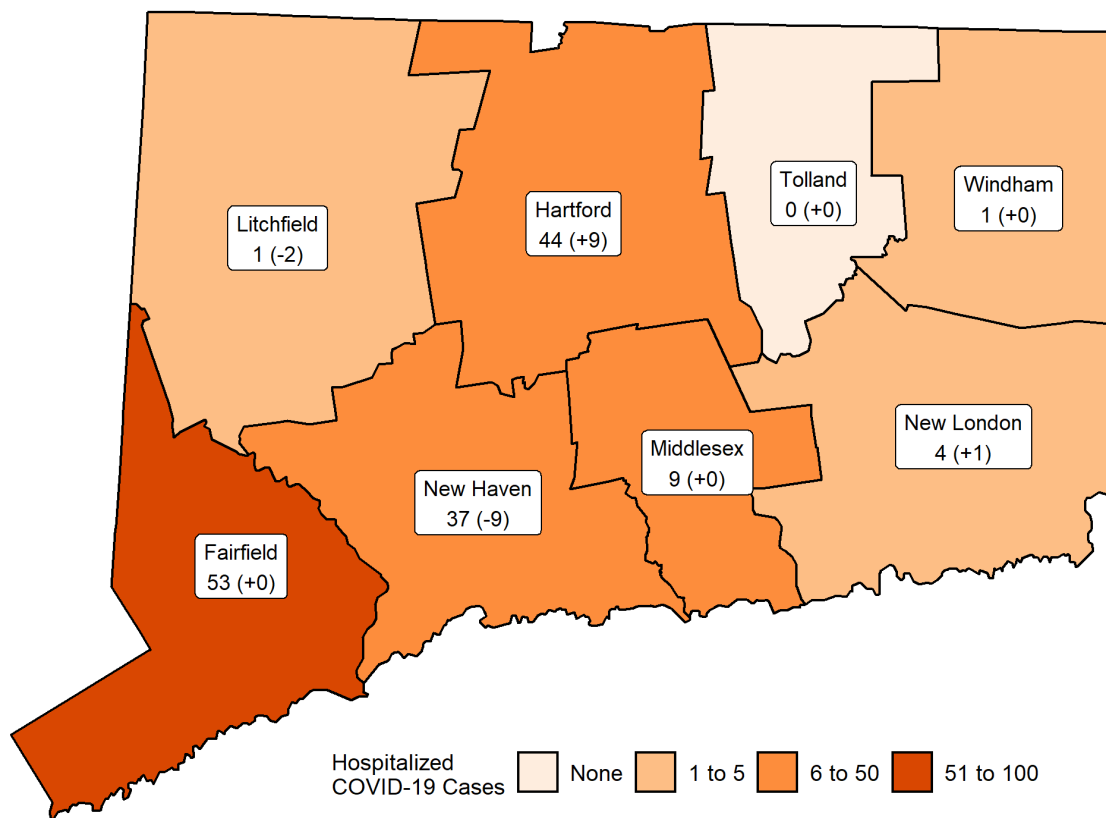 Tolland
0 (+0)
Windham
1 (+0)
Litchfield
1 (-2)
Hartford
44 (+9)
New London
4 (+1)
Middlesex
9 (+0)
New Haven
37 (-9)
Fairfield
53 (+0)
Hospitalized
COVID-19 Cases
None
1 to 5
6 to 50
51 to 100